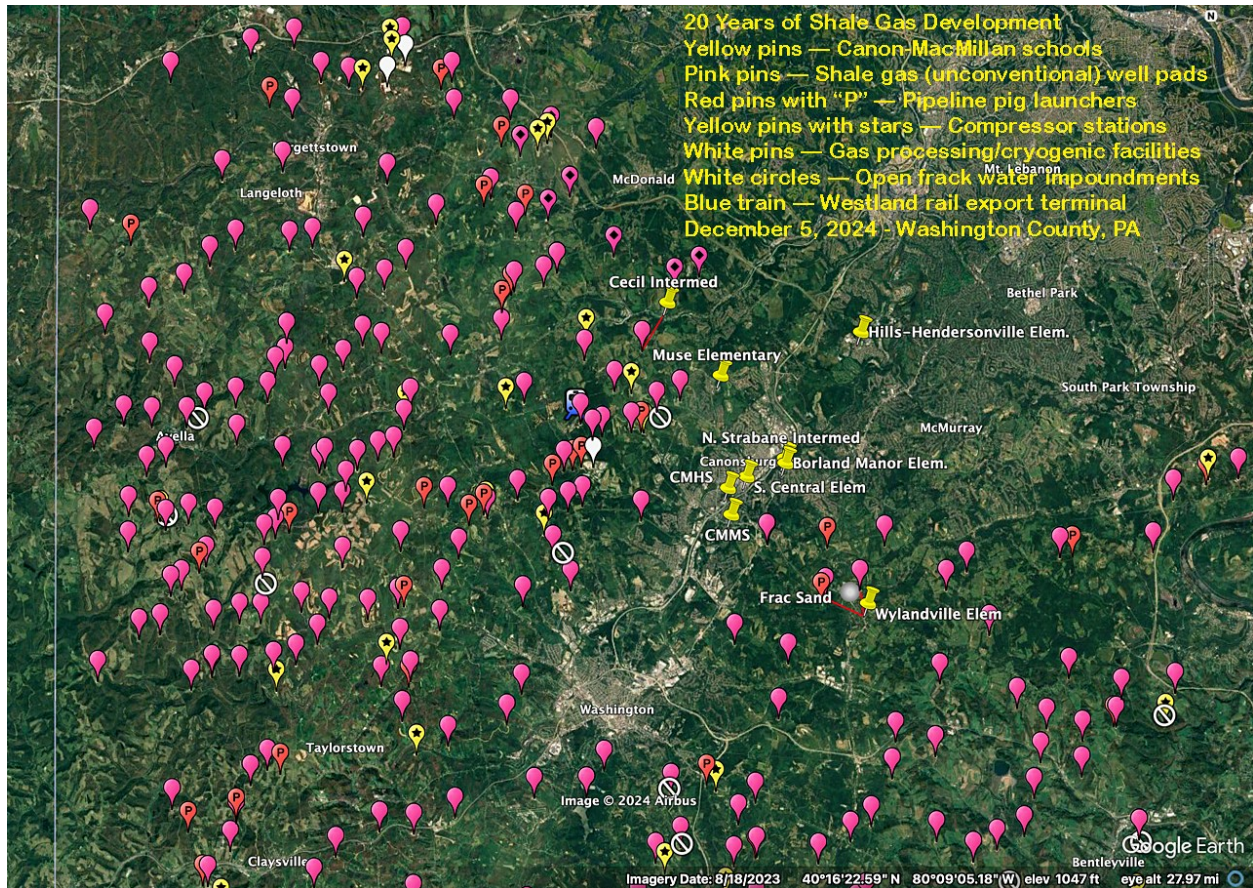 N
20 Years of Shale Gas Development
Yellow pins — Canon-MacMillan schools
Pink pins — Shale gas (unconventional) well pads
Red pins with “P” — Pipeline pig launchers
Yellow pins with stars — Compressor stations
White pins — Gas processing/cryogenic facilities
White circles — Open frack water impoundments
Blue train — Westland rail export terminal
December 5, 2024 - Washington County, PA
Mt. Lebanon
McDonald
Langeloth
Cecil Intermed
Bethel Park
Hills-Hendersonville Elem.
Muse Elementary
South Park Township
McMurray
N. Strabane Intermed
Borland Manor Elem.
CMHS
S. Central Elem
CMMS
Frac Sand
Wylandville Elem
Washington
Taylorstown
Image © 2024 Airbus
Claysville
Bentleyville
Google Earth
Imagery Date: 8/18/2023 40°16'22.59" N 80°09'05.18" W elev 1047 ft eye alt 27.97 mi